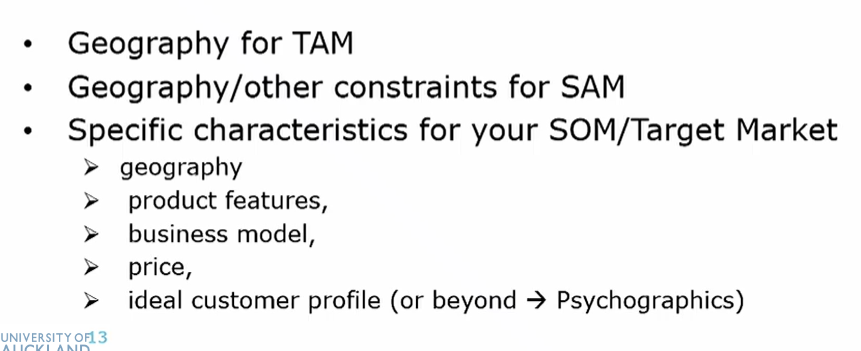 • Geography for TAM
• Geography/other constraints for SAM
• Specific characteristics for your SOM/Target Market
➢ geography
➢ product features,
➢ business model,
➢ price,
➢ ideal customer profile (or beyond → Psychographics)
UNIVERSITY OF 13
AUCKLAND